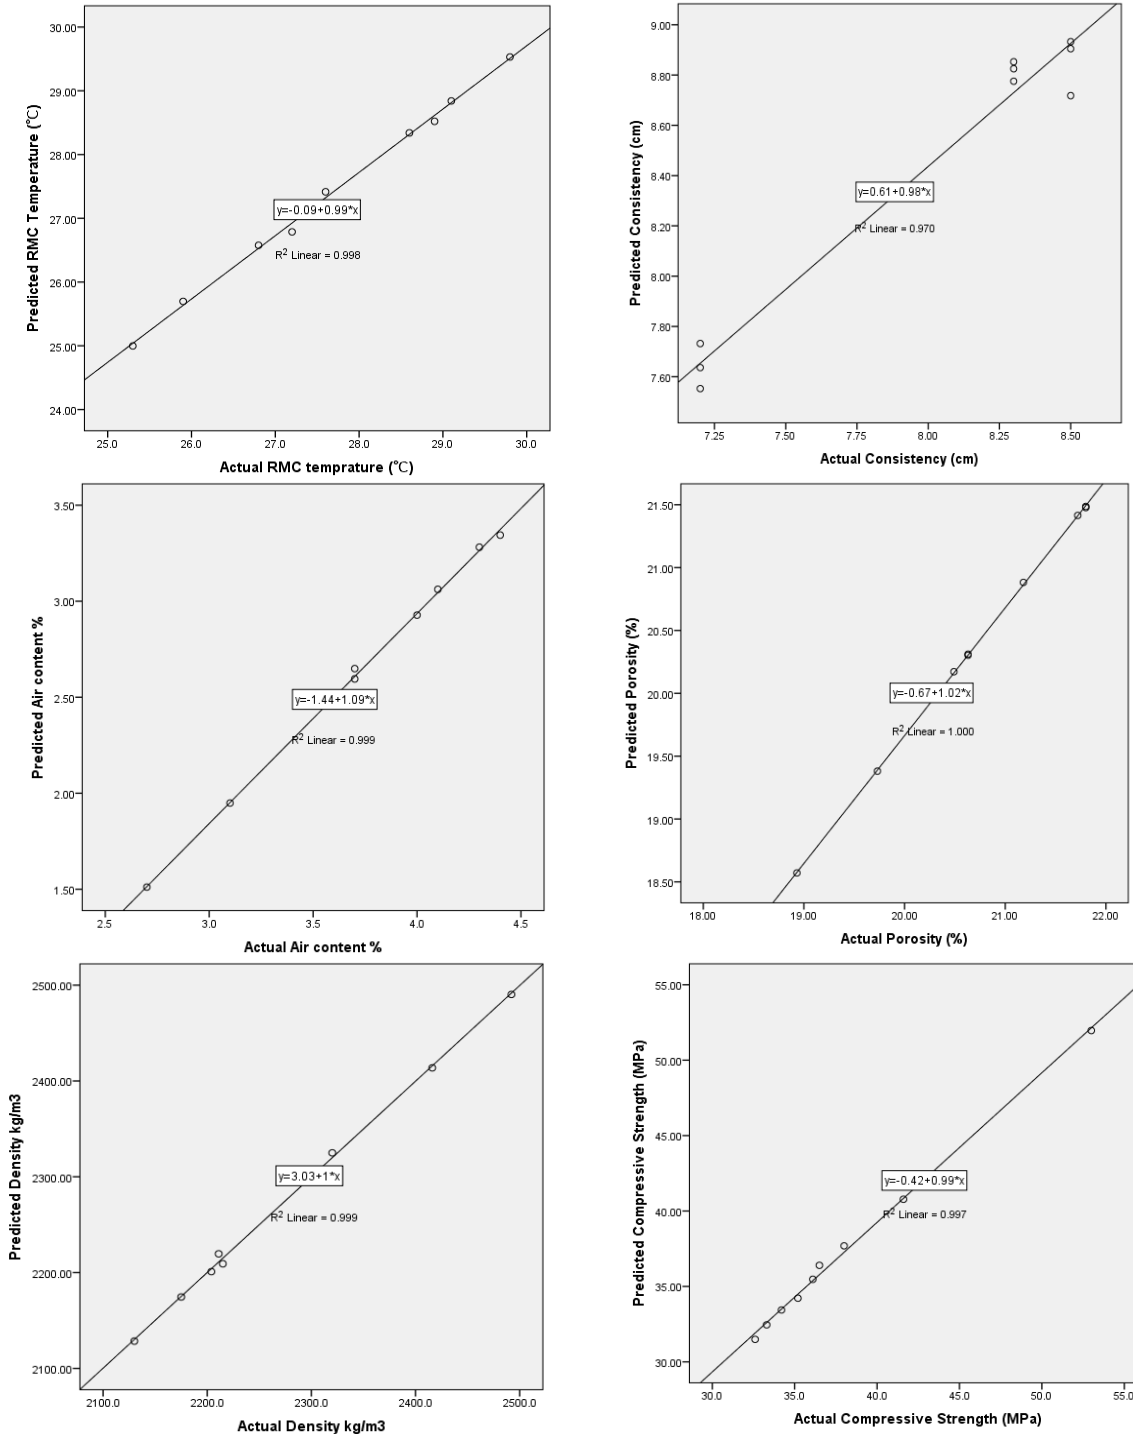 30.00
29.00
28.00
27.00
26.00
25.00
24.00
Predicted RMC Temperature (°C)
y=-0.09+0.99*x
R2 Linear = 0.998
25.0 26.0 27.0 28.0 29.0 30.0
Actual RMC temprature (°C)
9.00
8.80
8.60
8.40
8.20
8.00
7.80
7.60
Predicted Consistency (cm)
y=0.61+0.98*x
R2 Linear = 0.970
7.25 7.50 7.75 8.00 8.25 8.50
Actual Consistency (cm)
3.50
3.00
2.50
2.00
1.50
Predicted Air content %
y=-1.44+1.09*x
R2 Linear = 0.999
2.5 3.0 3.5 4.0 4.5
Actual Air content %
21.50
21.00
20.50
20.00
19.50
19.00
18.50
Predicted Porosity (%)
y=-0.67+1.02*x
R2 Linear = 1.000
18.00 19.00 20.00 21.00 22.00
Actual Porosity (%)
2500.00
2400.00
2300.00
2200.00
2100.00
Predicted Density kg/m3
y=3.03+1*x
R2 Linear = 0.999
2100.0 2200.0 2300.0 2400.0 2500.0
Actual Density kg/m3
55.00
50.00
45.00
40.00
35.00
30.00
Predicted Compressive Strength (MPa)
y=-0.42+0.99*x
R2 Linear = 0.997
30.0 35.0 40.0 45.0 50.0 55.0
Actual Compressive Strength (MPa)